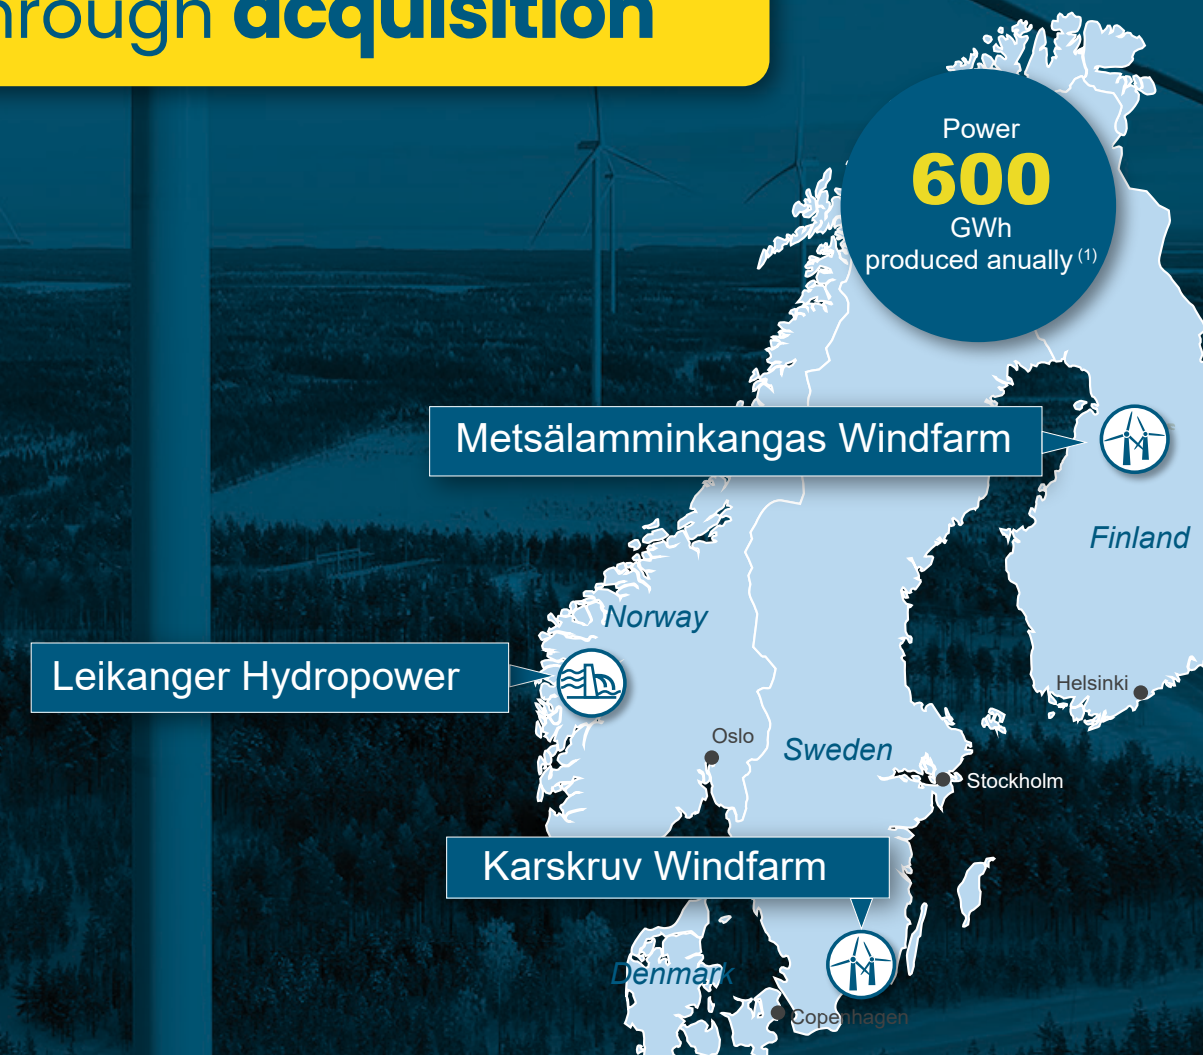 through acquisition
Power
600
GWh
produced anually (1)
Metsälamminkangas Windfarm
Finland
Norway
Leikanger Hydropower
Helsinki
Oslo
Sweden
Stockholm
Karskruv Windfarm
Denmark
Copenhagen